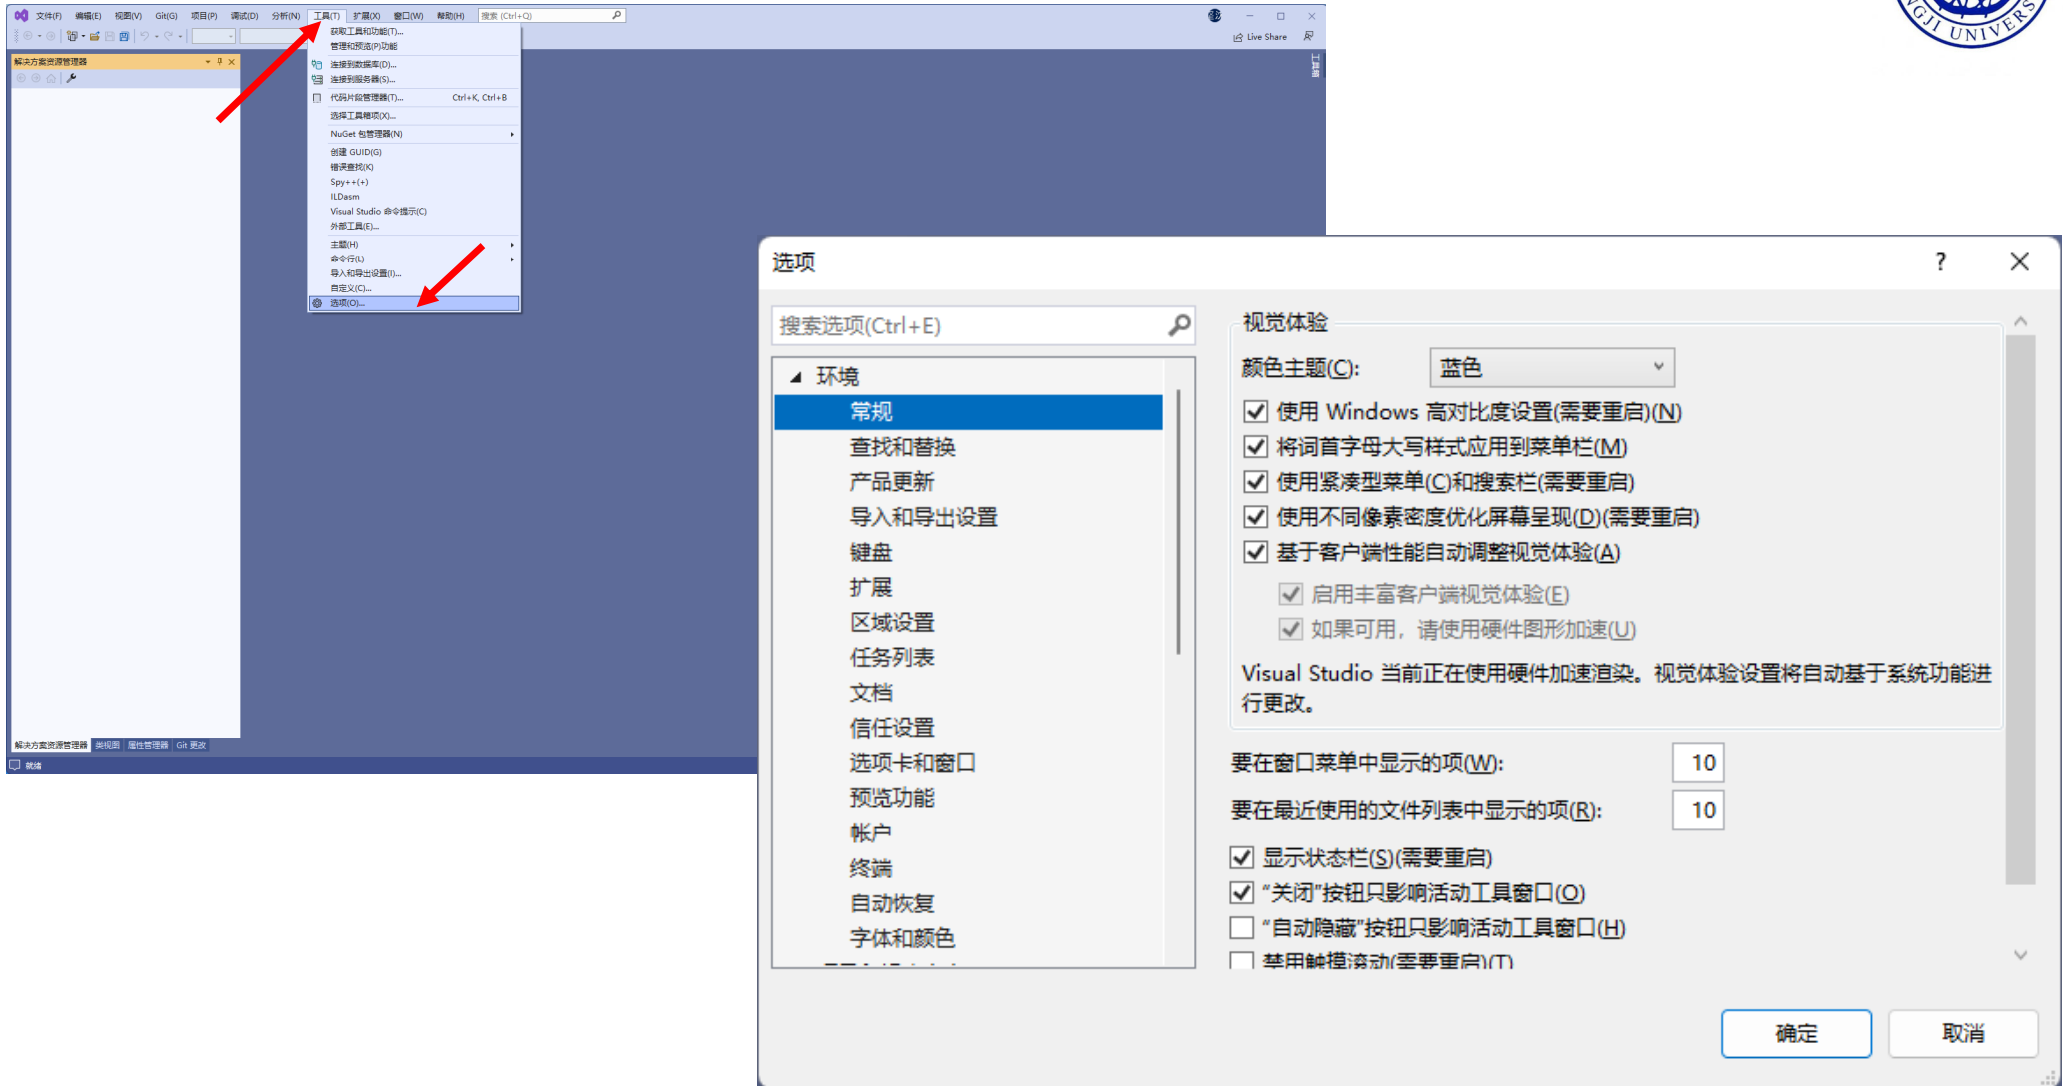 文件(F) 编辑(E) 视图(V) Git(G) 项目(P) 调试(D) 分析(N) 工具(T) 扩展(X) 窗口(W) 帮助(H) 搜索 (Ctrl+Q)
Live Share
获取工具和功能(T)...
管理和预览(P)功能
连接到数据库(D)...
连接到服务器(S)...
代码片段管理器(T)... Ctrl+K, Ctrl+B
选择工具箱项(X)...
NuGet 包管理器(N)
创建 GUID(G)
错误查找(K)
Spy++(+)
ILDasm
Visual Studio 命令提示(C)
外部工具(E)...
主题(H)
命令行(L)
导入和导出设置(I)...
自定义(C)...
选项(O)...
解决方案资源管理器
工具箱
解决方案资源管理器 类视图 属性管理器 Git 更改
就绪
UNIVERS
选项
搜索选项(Ctrl+E)
环境
常规
查找和替换
产品更新
导入和导出设置
键盘
扩展
区域设置
任务列表
文档
信任设置
选项卡和窗口
预览功能
帐户
终端
自动恢复
字体和颜色
视觉体验
颜色主题(C): 蓝色
使用 Windows 高对比度设置(需要重启)(N)
将词首字母大写样式应用到菜单栏(M)
使用紧凑型菜单(C)和搜索栏(需要重启)
使用不同像素密度优化屏幕呈现(D)(需要重启)
基于客户端性能自动调整视觉体验(A)
启用丰富客户端视觉体验(E)
如果可用，请使用硬件图形加速(U)
Visual Studio 当前正在使用硬件加速渲染。视觉体验设置将自动基于系统功能进
行更改。
要在窗口菜单中显示的项(W): 10
要在最近使用的文件列表中显示的项(R): 10
显示状态栏(S)(需要重启)
“关闭”按钮只影响活动工具窗口(O)
“自动隐藏”按钮只影响活动工具窗口(H)
禁用触摸滚动(需要重启)(T)
确定 取消